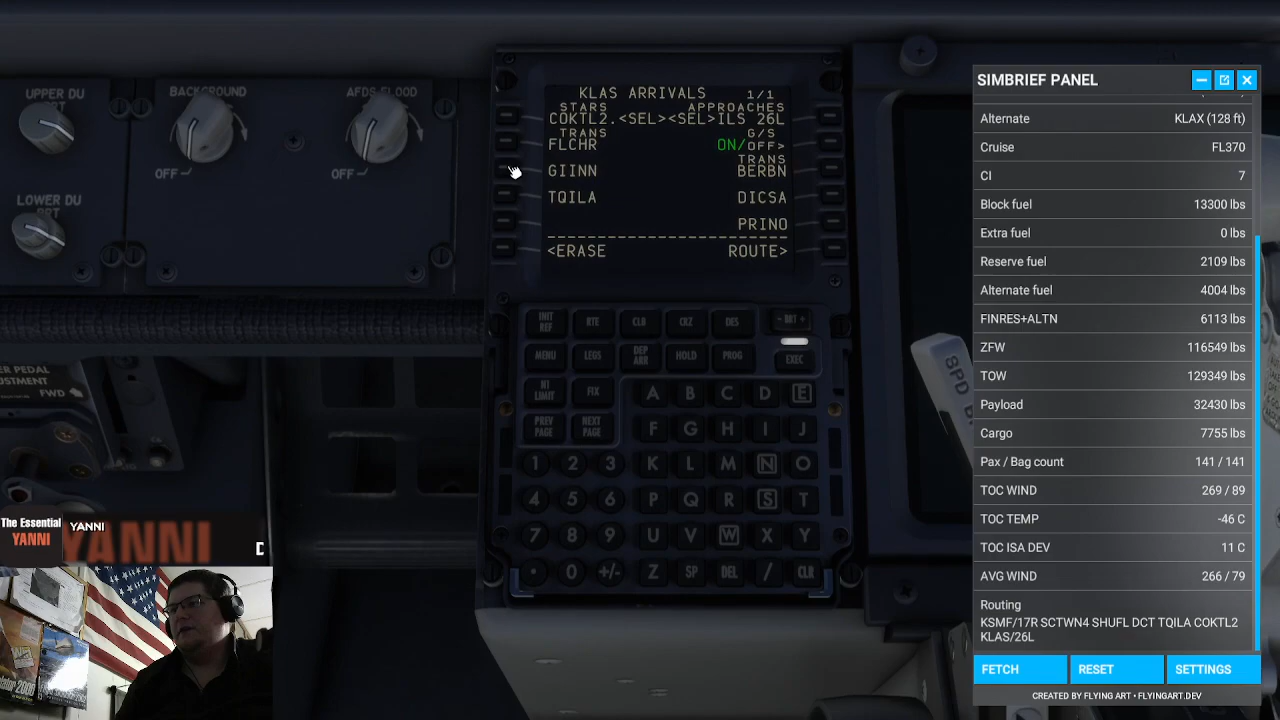 UPPER DU
BRT
BACKGROUND
AFDS FLOOD
OFF
OFF
LOWER DU
BRT
KLAS ARRIVALS 1/1
STARS APPROACHES
COKTL2.<SEL><SEL>ILS 26L
TRANS G/S
FLCHR ON/OFF>
TRANS
GIINN BERBN
TQILA DICSA
PRINO
<ERASE ROUTE>
INIT
REF
RTE
CLB
CRZ
DES
- BRT +
MENU
LEGS
DEP
ARR
HOLD
PROG
EXEC
N1
LIMIT
FIX
A B C D E
PREV
PAGE
NEXT
PAGE
F G H I J
1 2 3 K L M N O
4 5 6 P Q R S T
7 8 9 U V W X Y
. 0 +/- Z SP DEL / CLR
PEDAL
FWD
SPD
The Essential
YANNI
YANNI
YANNI
SIMBRIEF PANEL
Alternate KLAX (128 ft)
Cruise FL370
CI 7
Block fuel 13300 lbs
Extra fuel 0 lbs
Reserve fuel 2109 lbs
Alternate fuel 4004 lbs
FINRES+ALTN 6113 lbs
ZFW 116549 lbs
TOW 129349 lbs
Payload 32430 lbs
Cargo 7755 lbs
Pax / Bag count 141 / 141
TOC WIND 269 / 89
TOC TEMP -46 C
TOC ISA DEV 11 C
AVG WIND 266 / 79
Routing
KSMF/17R SCTWN4 SHUFL DCT TQILA COKTL2
KLAS/26L
FETCH RESET SETTINGS
CREATED BY FLYING ART • FLYINGART.DEV